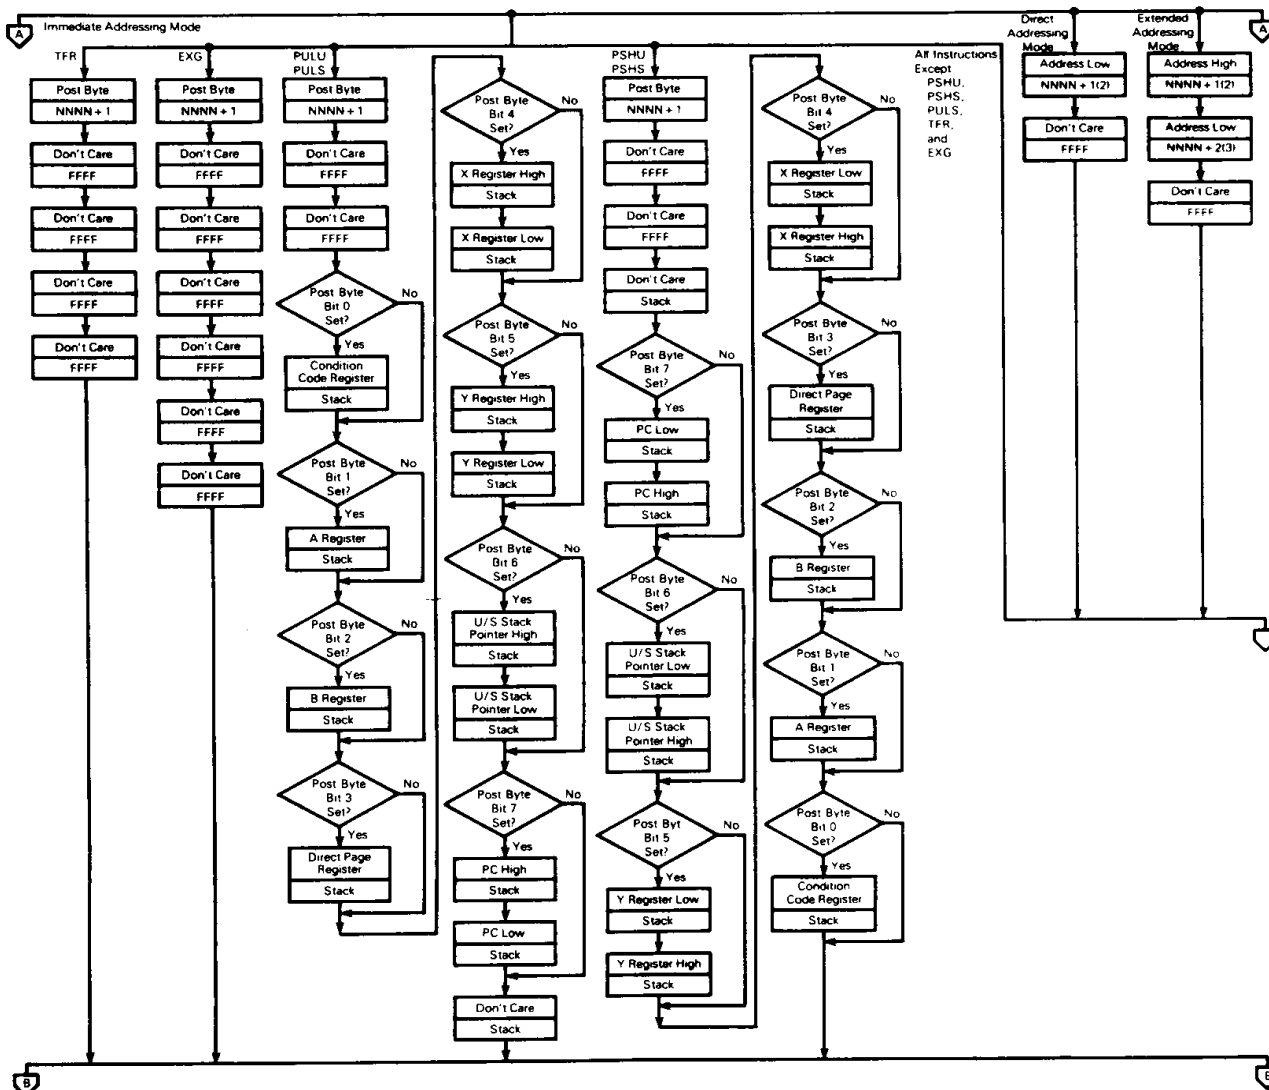 A
Immediate Addressing Mode
A
TFR
Post Byte
NNNN + 1
Don't Care
FFFF
Don't Care
FFFF
Don't Care
FFFF
Don't Care
FFFF
EXG
Post Byte
NNNN + 1
Don't Care
FFFF
Don't Care
FFFF
Don't Care
FFFF
Don't Care
FFFF
Don't Care
FFFF
Don't Care
FFFF
PULU
PULS
Post Byte
NNNN + 1
Don't Care
FFFF
Don't Care
FFFF
Post Byte
Bit 0
Set?
No
Yes
Condition
Code Register
Stack
Post Byte
Bit 1
Set?
No
Yes
A Register
Stack
Post Byte
Bit 2
Set?
No
Yes
B Register
Stack
Post Byte
Bit 3
Set?
No
Yes
Direct Page
Register
Stack
Post Byte
Bit 4
Set?
No
Yes
X Register High
Stack
X Register Low
Stack
Post Byte
Bit 5
Set?
No
Yes
Y Register High
Stack
Y Register Low
Stack
Post Byte
Bit 6
Set?
No
Yes
U/S Stack
Pointer High
Stack
U/S Stack
Pointer Low
Stack
Post Byte
Bit 7
Set?
No
Yes
PC High
Stack
PC Low
Stack
Don't Care
Stack
PSHU
PSHS
Post Byte
NNNN + 1
Don't Care
FFFF
Don't Care
FFFF
Don't Care
Stack
Post Byte
Bit 7
Set?
No
Yes
PC Low
Stack
PC High
Stack
Post Byte
Bit 6
Set?
No
Yes
U/S Stack
Pointer Low
Stack
U/S Stack
Pointer High
Stack
Post Byt
Bit 5
Set?
No
Yes
Y Register Low
Stack
Y Register High
Stack
Post Byte
Bit 4
Set?
No
Yes
X Register Low
Stack
X Register High
Stack
Post Byte
Bit 3
Set?
No
Yes
Direct Page
Register
Stack
Post Byte
Bit 2
Set?
No
Yes
B Register
Stack
Post Byte
Bit 1
Set?
No
Yes
A Register
Stack
Post Byte
Bit 0
Set?
No
Yes
Condition
Code Register
Stack
All Instructions
Except
PSHU,
PSHS,
PULS,
TFR,
and
EXG
Direct
Addressing
Mode
Address Low
NNNN + 1(2)
Don't Care
FFFF
Extended
Addressing
Mode
Address High
NNNN + 1(2)
Address Low
NNNN + 2(3)
Don't Care
FFFF
B
B